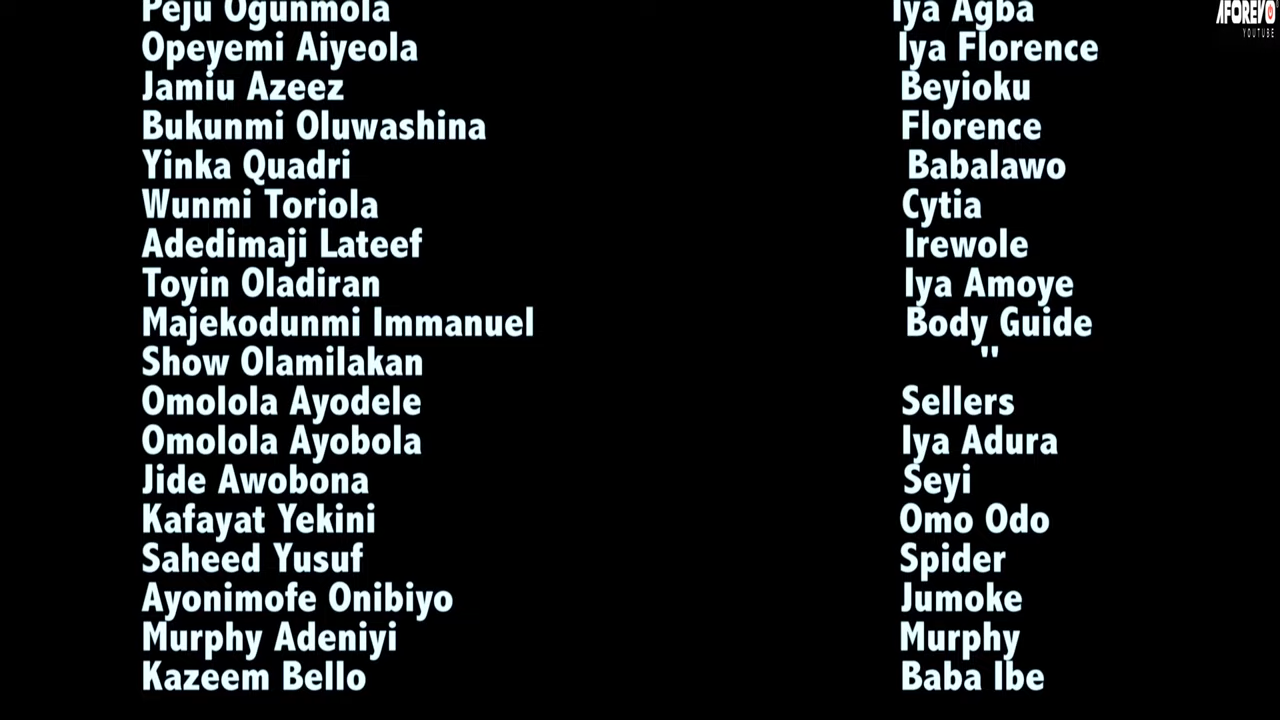 Peju Ogunmola Iya Agba
Opeyemi Aiyeola Iya Florence
Jamiu Azeez Beyioku
Bukunmi Oluwashina Florence
Yinka Quadri Babalawo
Wunmi Toriola Cytia
Adedimaji Lateef Irewole
Toyin Oladiran Iya Amoye
Majekodunmi Immanuel Body Guide
Show Olamilakan "
Omolola Ayodele Sellers
Omolola Ayobola Iya Adura
Jide Awobona Seyi
Kafayat Yekini Omo Odo
Saheed Yusuf Spider
Ayonimofe Onibiyo Jumoke
Murphy Adeniyi Murphy
Kazeem Bello Baba Ibe
AFOREVO
YOUTUBE